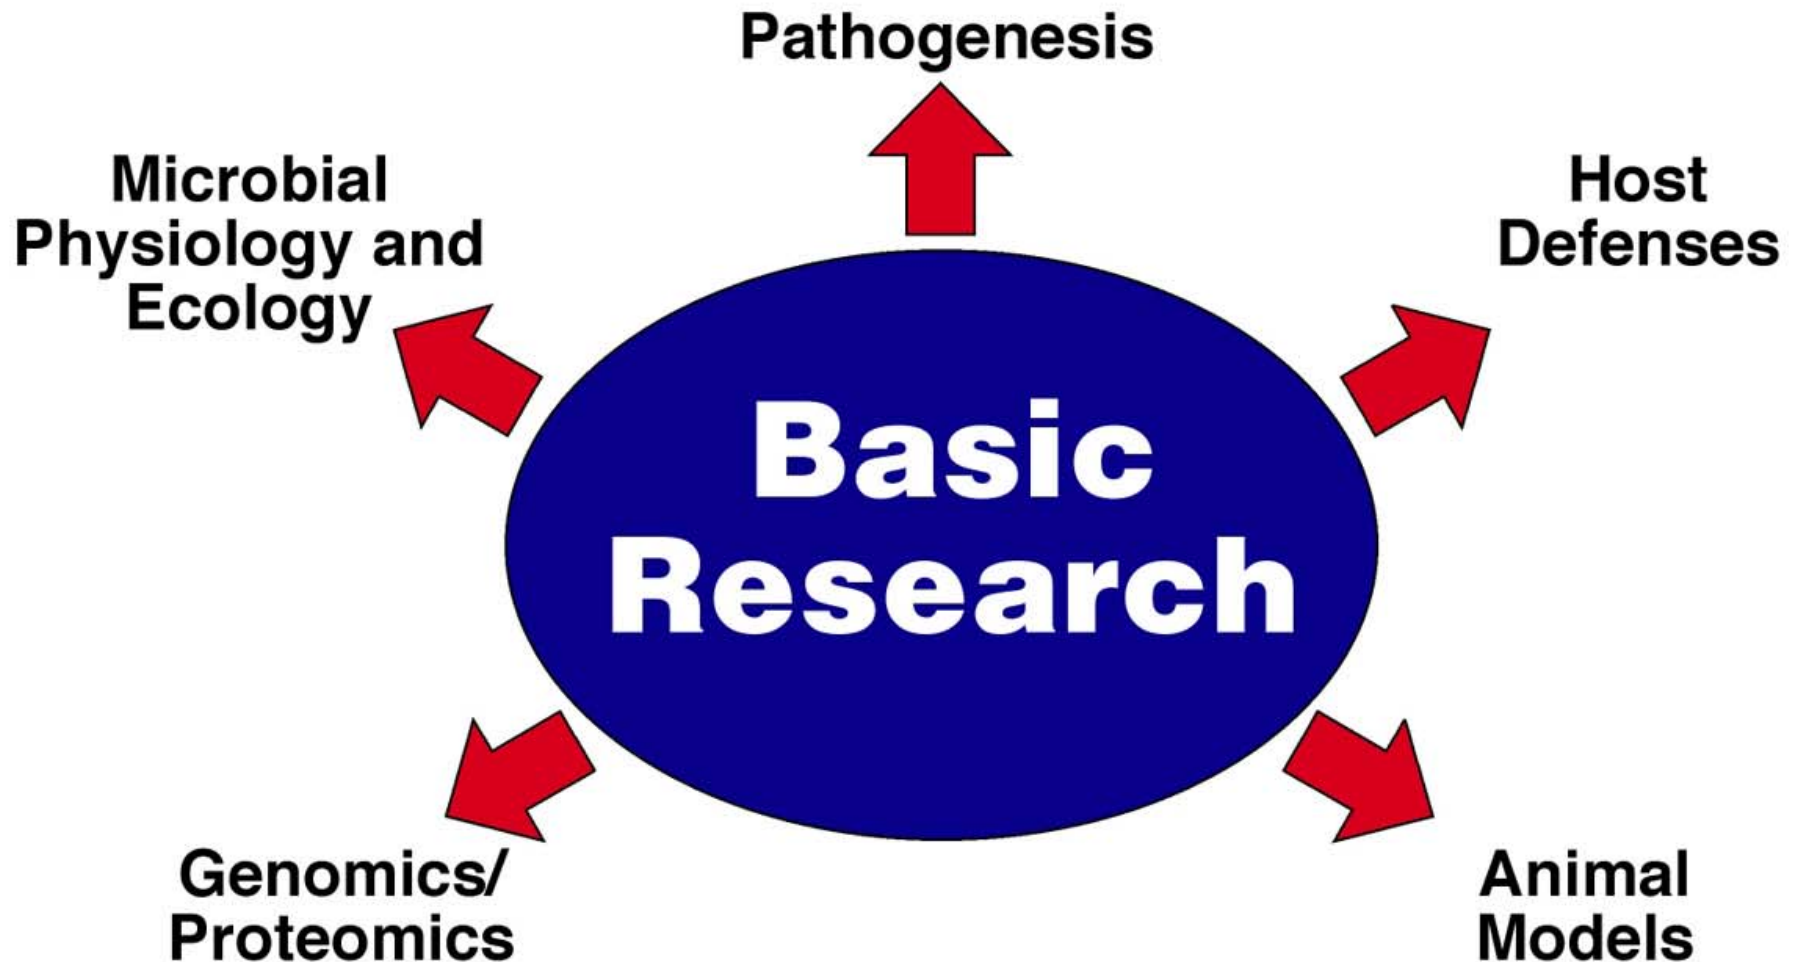 Pathogenesis
Microbial
Physiology and
Ecology
Host
Defenses
Basic
Research
Genomics/
Proteomics
Animal
Models